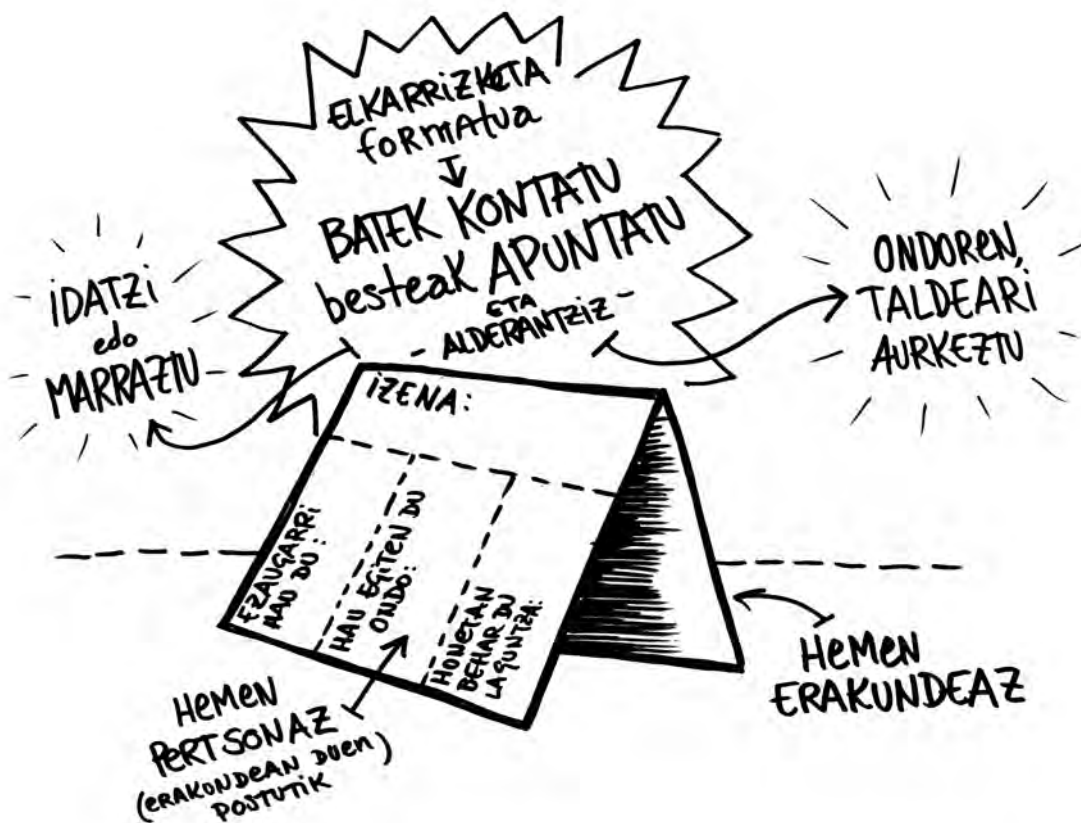 ELKARRIZKETA
formatua
BATEK KONTATU
besteak APUNTATU
ETA
- ALDERANTZIZ -
iDATZi
edo
MARRAZTU
ONDOREN,
TALDEARI
AURKEZTU
iZENA:
EZAUGARRI
HAU DU:
HAU EGITEN DU
ONDO:
HONETAN
BEHAR DU
LAGUNTZA:
HEMEN
PERTSONAZ
(ERAKUNDEAN DUEN)
POSTUTIK
HEMEN
ERAKUNDEAZ